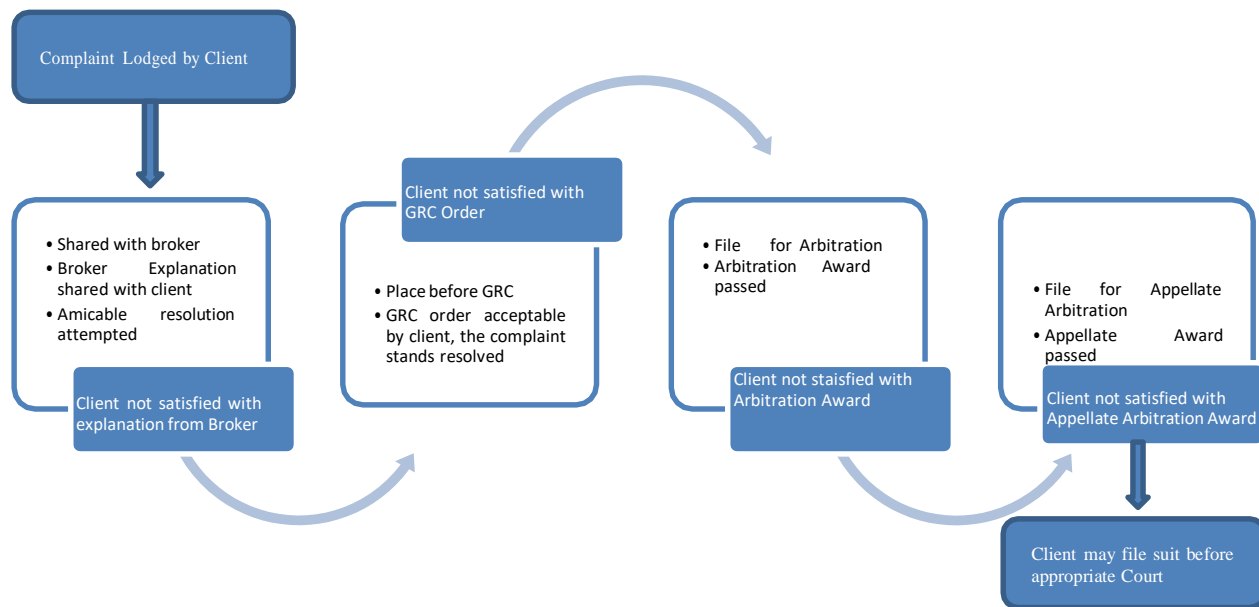 Complaint Lodged by Client
• Shared with broker
• Broker Explanation
shared with client
• Amicable resolution
attempted
Client not satisfied with
explanation from Broker
Client not satisfied with
GRC Order
• Place before GRC
• GRC order acceptable
by client, the complaint
stands resolved
• File for Arbitration
• Arbitration Award
passed
Client not staisfied with
Arbitration Award
• File for Appellate
Arbitration
• Appellate Award
passed
Client not satisfied with
Appellate Arbitration Award
Client may file suit before
appropriate Court